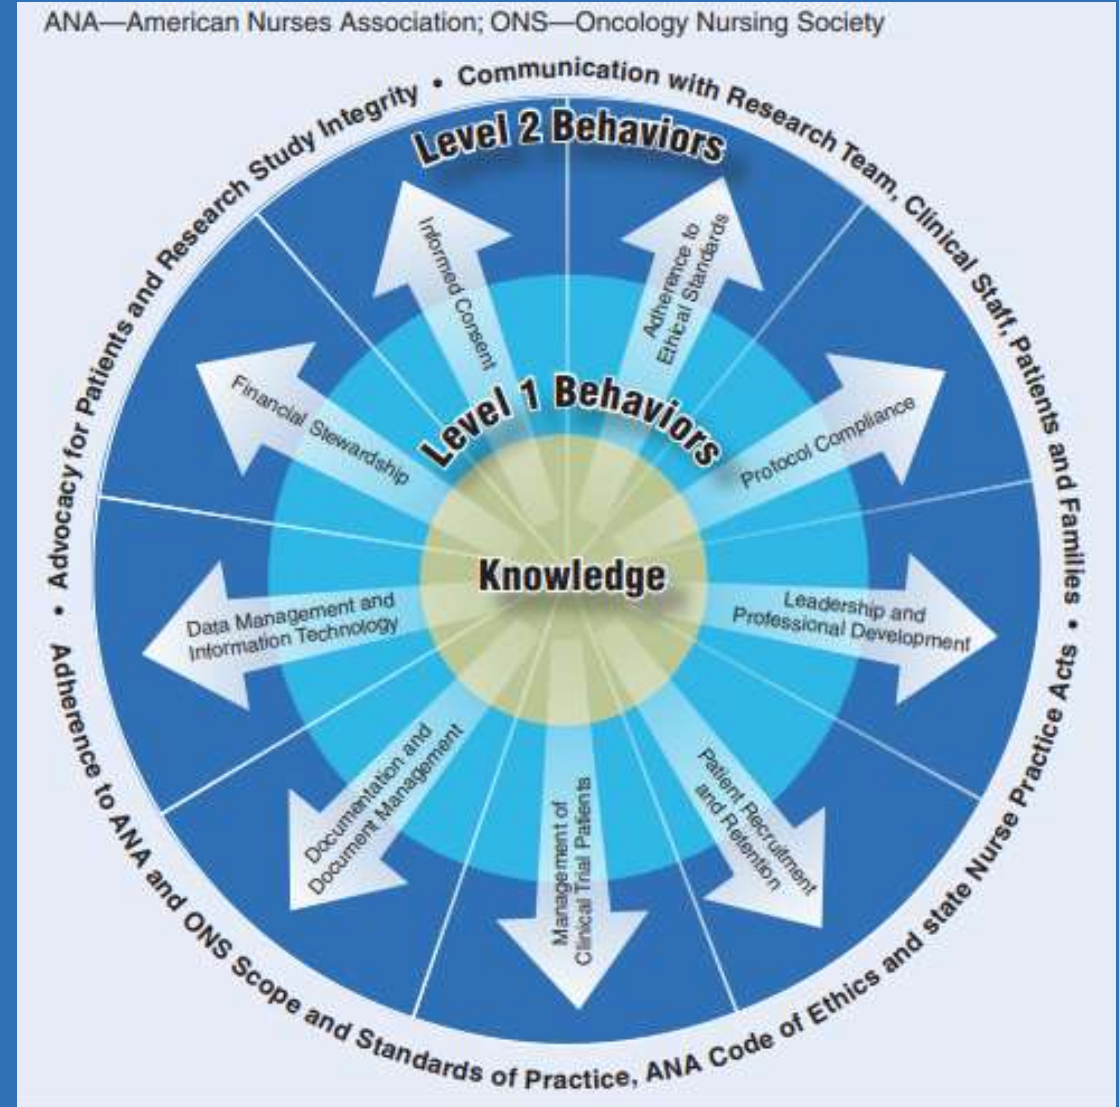 ANA—American Nurses Association; ONS—Oncology Nursing Society
• Advocacy for Patients and Research Study Integrity • Communication with Research Team, Clinical Staff, Patients and Families •
Adherence to ANA and ONS Scope and Standards of Practice, ANA Code of Ethics and state Nurse Practice Acts
Level 2 Behaviors
Level 1 Behaviors
Knowledge
Informed Consent
Adherence to
Ethical Standards
Protocol Compliance
Leadership and
Professional Development
Patient Recruitment
and Retention
Management of
Clinical Trial Patients
Documentation and
Document Management
Data Management and
Information Technology
Financial Stewardship